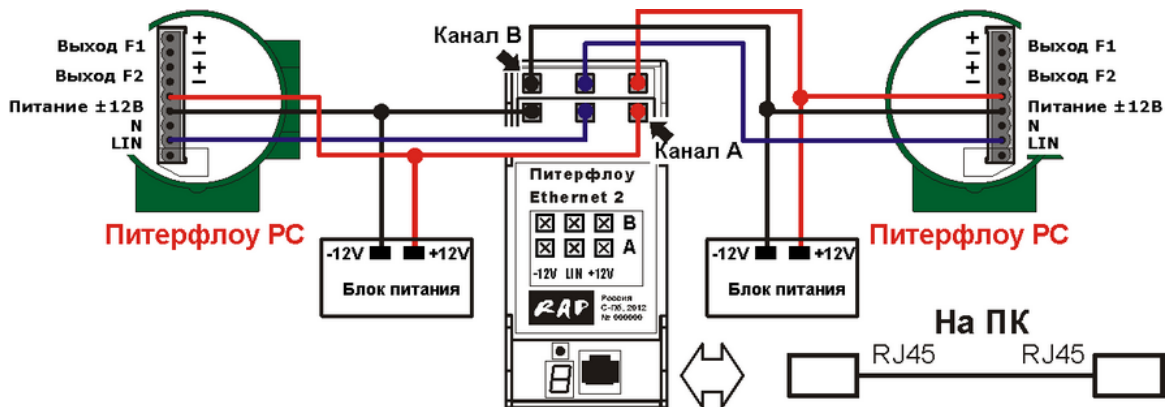 Выход F1
+
−
Выход F2
+
−
Питание ±12В
N
LIN
Питерфлоу РС
Канал В
Канал А
Выход F1
+
−
Выход F2
+
−
Питание ±12В
N
LIN
Питерфлоу РС
-12V +12V
Блок питания
Питерфлоу
Ethernet 2
B
A
-12V LIN +12V
RAP
Россия
С-Пб, 2012
№ 000000
8
-12V +12V
Блок питания
На ПК
RJ45 RJ45